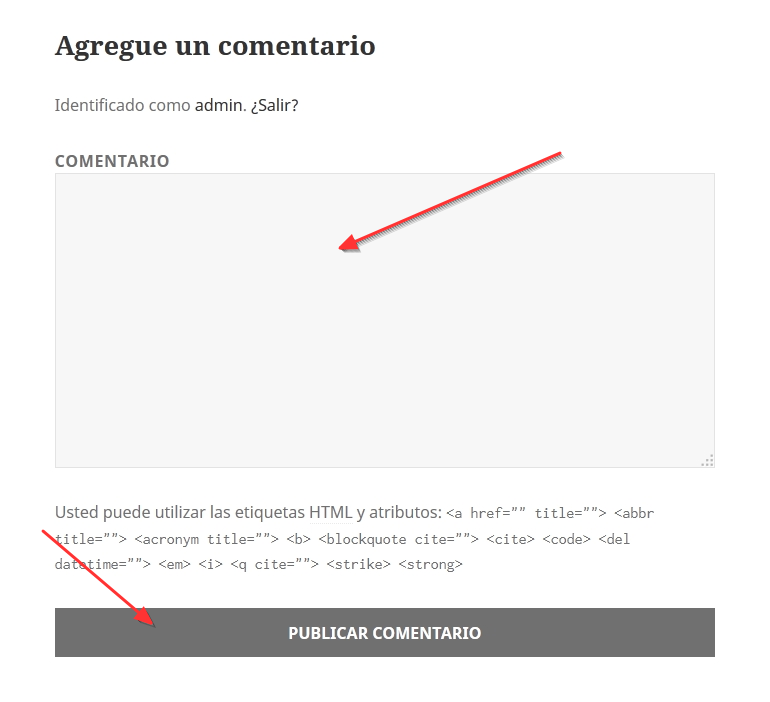 Agregue un comentario
Identificado como admin. ¿Salir?
COMENTARIO
Usted puede utilizar las etiquetas HTML y atributos: <a href="" title=""> <abbr
title=""> <acronym title=""> <b> <blockquote cite=""> <cite> <code> <del
datetime=""> <em> <i> <q cite=""> <strike> <strong>
PUBLICAR COMENTARIO